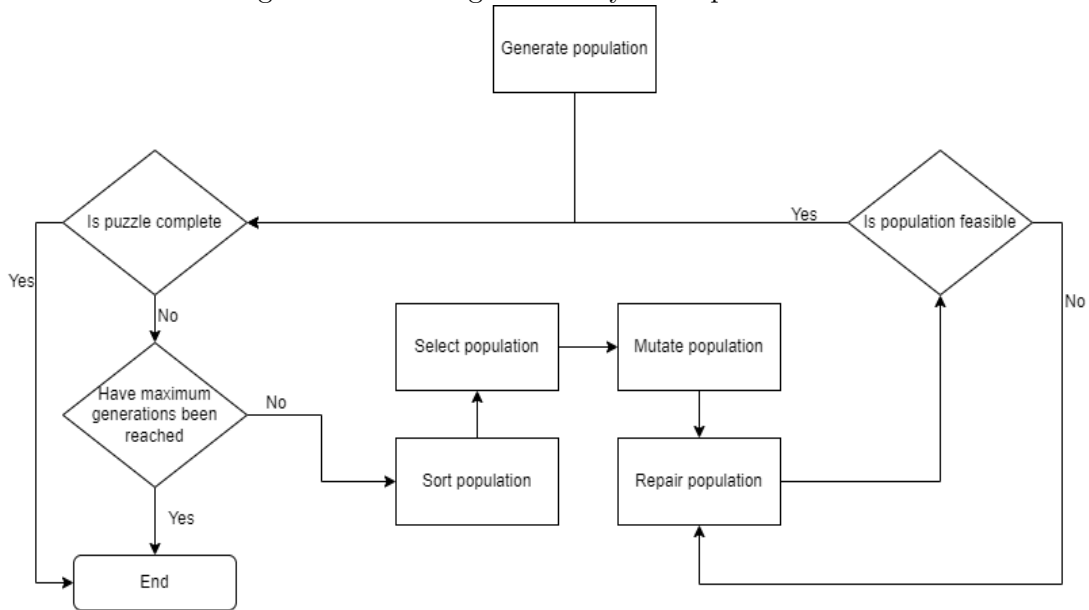 Generate population
Is puzzle complete
Yes
Is population feasible
Yes
No
No
Select population
Mutate population
Have maximum
generations been
reached
No
Sort population
Repair population
Yes
End